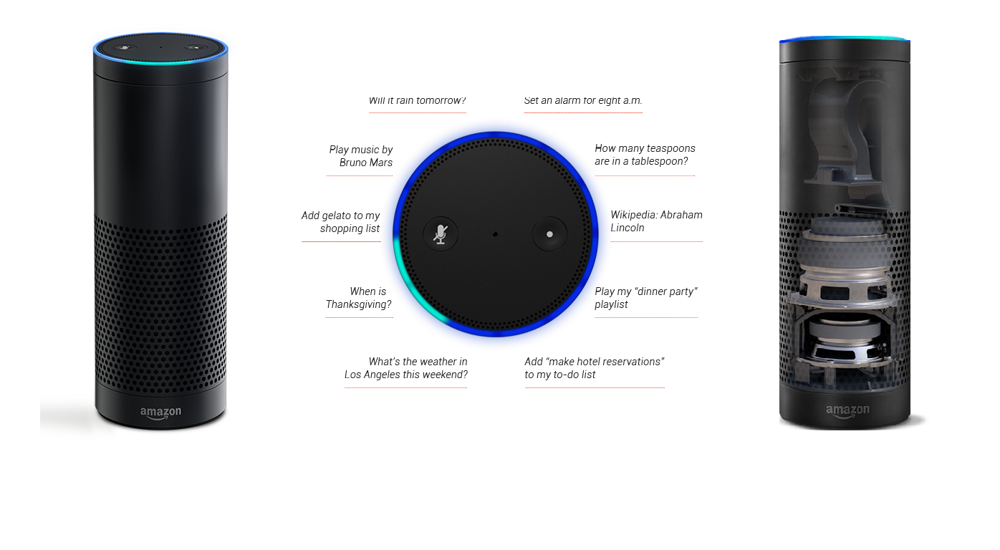 Will it rain tomorrow?
Set an alarm for eight a.m.
Play music by
Bruno Mars
How many teaspoons
are in a tablespoon?
Add gelato to my
shopping list
Wikipedia: Abraham
Lincoln
When is
Thanksgiving?
Play my “dinner party”
playlist
What's the weather in
Los Angeles this weekend?
Add “make hotel reservations”
to my to-do list
amazon
amazon